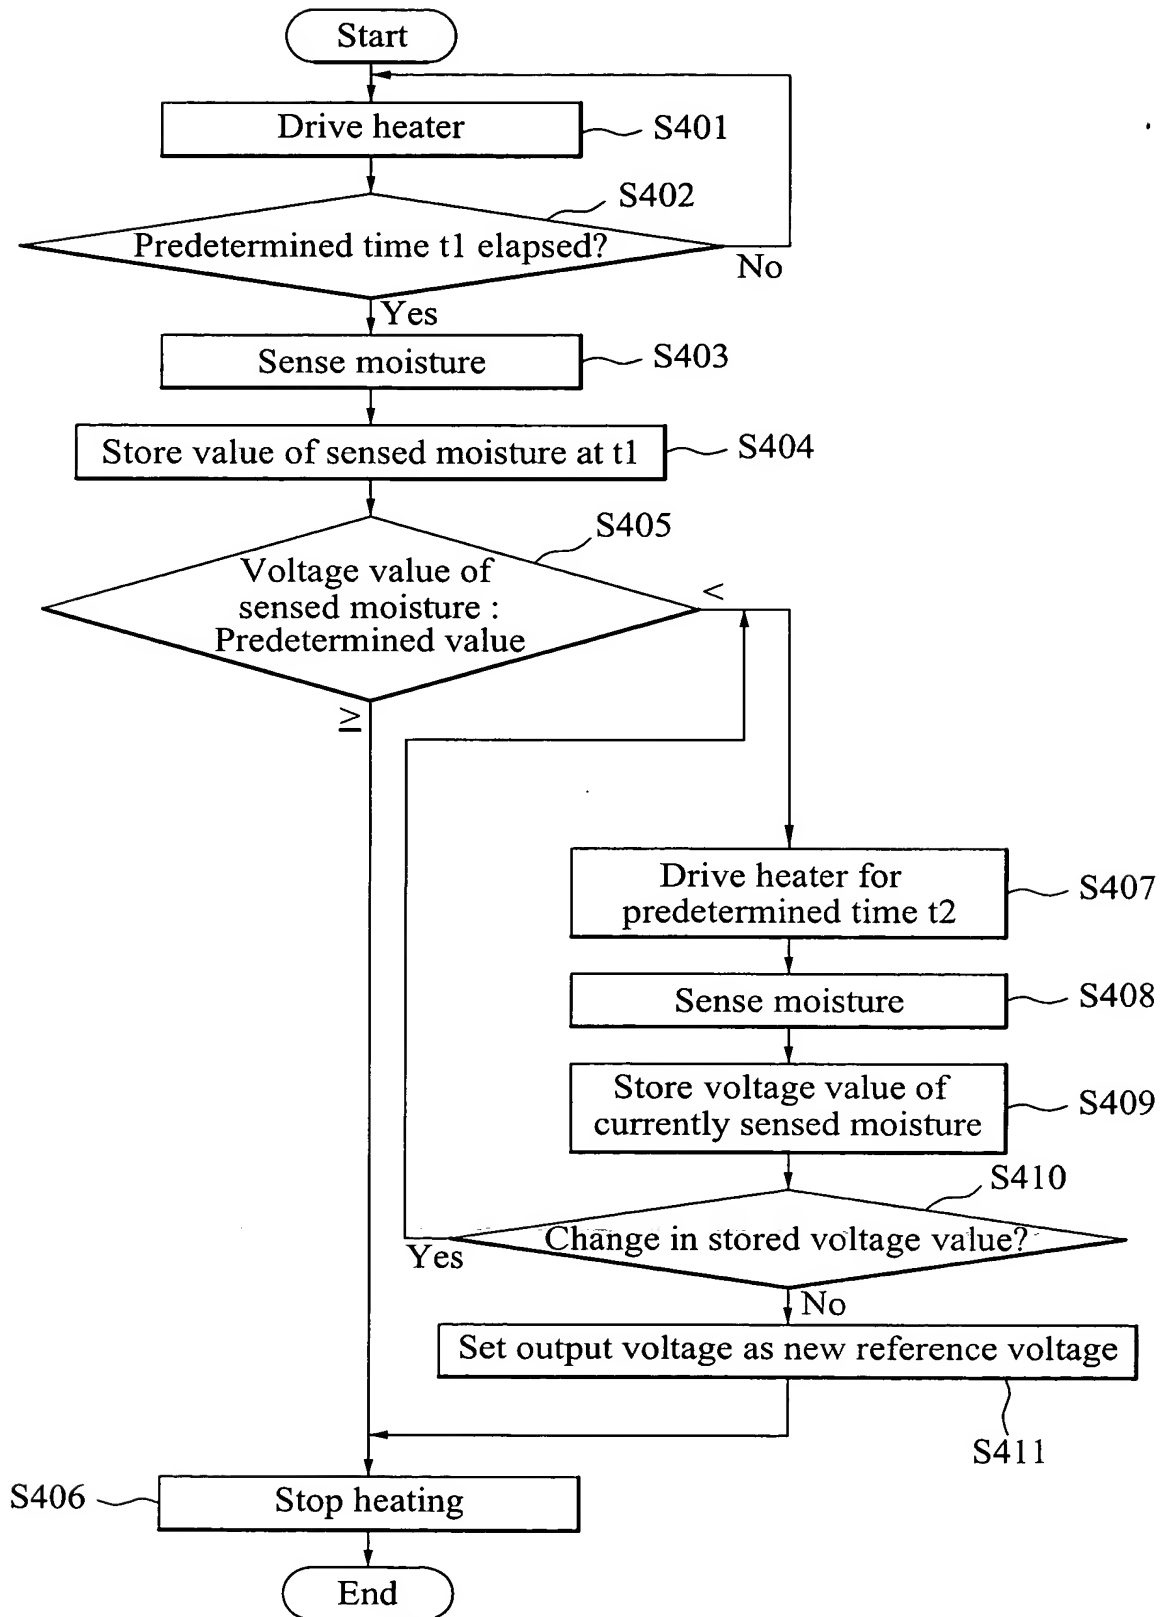 Start
Drive heater
S401
S402
Predetermined time t1 elapsed?
No
Yes
Sense moisture
S403
Store value of sensed moisture at t1
S404
S405
Voltage value of
sensed moisture :
Predetermined value
<
≥
Drive heater for
predetermined time t2
S407
Sense moisture
S408
Store voltage value of
currently sensed moisture
S409
S410
Change in stored voltage value?
Yes
No
Set output voltage as new reference voltage
S411
S406
Stop heating
End